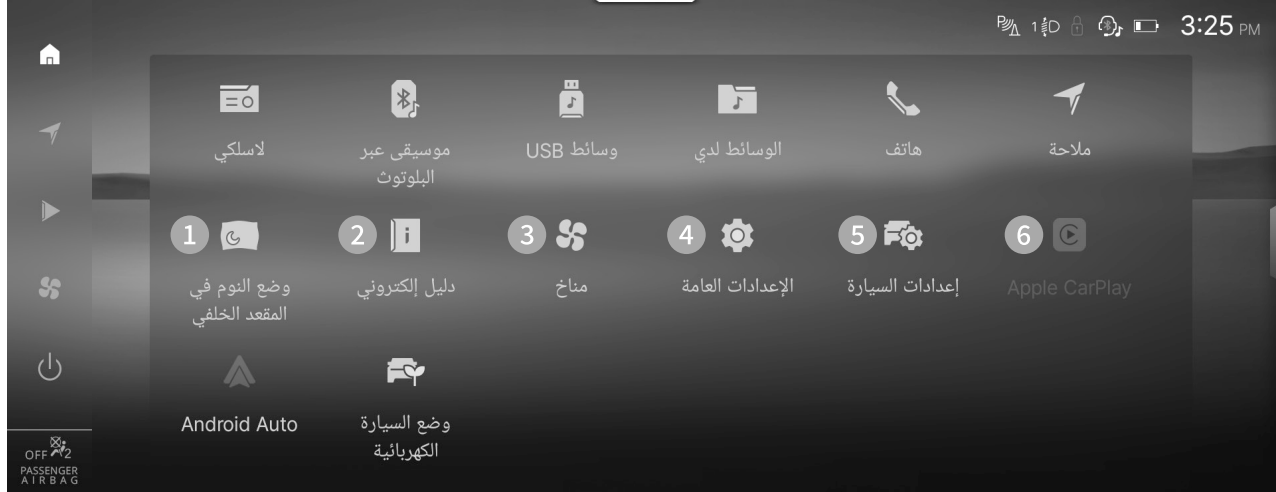 3:25 PM
1
ملاحة
هاتف
الوسائط لدي
وسائط USB
موسيقى عبر
البلوتوث
لاسلكي
6
5
4
3
2
1
Apple CarPlay
إعدادات السيارة
الإعدادات العامة
مناخ
دليل إلكتروني
وضع النوم في
المقعد الخلفي
وضع السيارة
الكهربائية
Android Auto
OFF 2
PASSENGER
AIRBAG